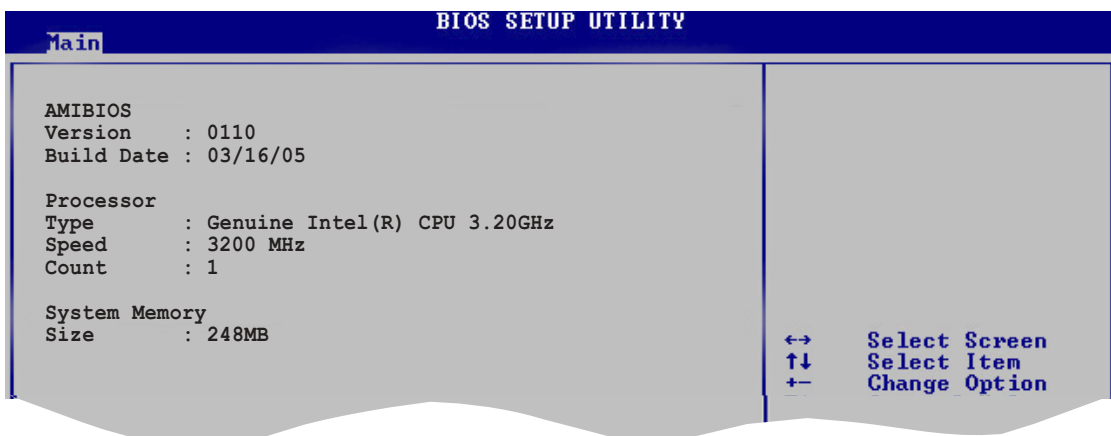 BIOS SETUP UTILITY
Main
AMIBIOS
Version : 0110
Build Date : 03/16/05
Processor
Type : Genuine Intel(R) CPU 3.20GHz
Speed : 3200 MHz
Count : 1
System Memory
Size : 248MB
←→ Select Screen
↑↓ Select Item
+- Change Option